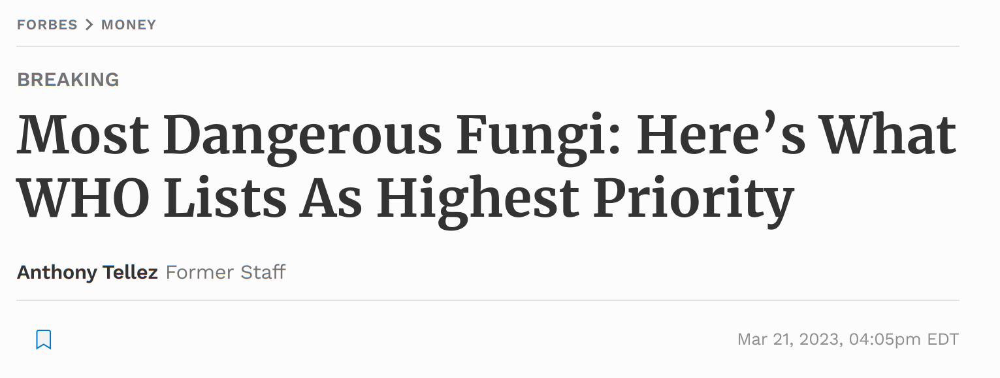 FORBES > MONEY
BREAKING
Most Dangerous Fungi: Here’s What
WHO Lists As Highest Priority
Anthony Tellez Former Staff
Mar 21, 2023, 04:05pm EDT